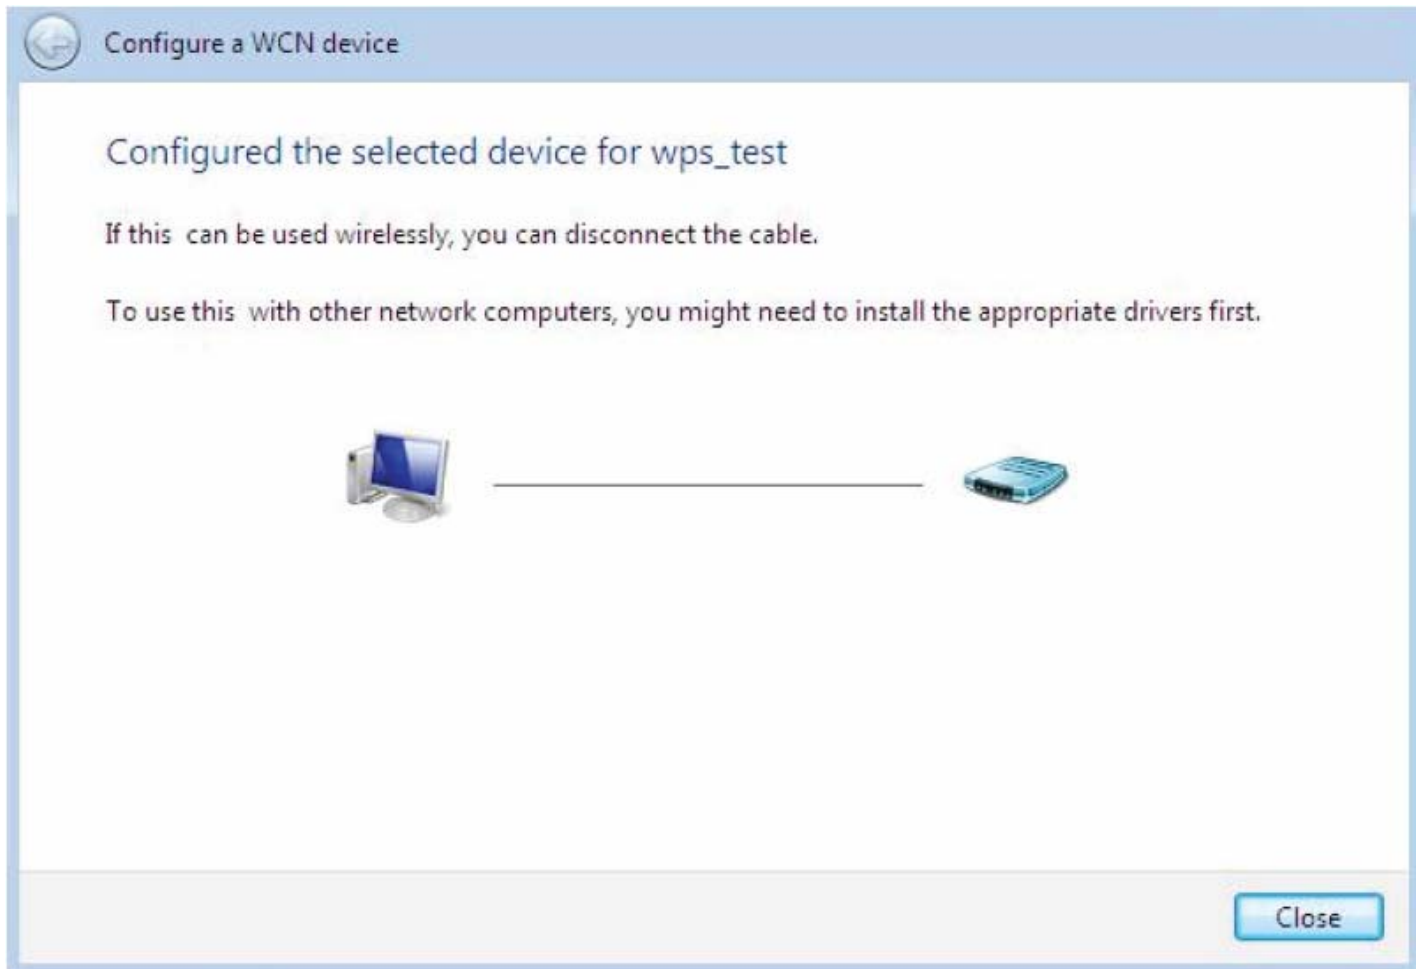 Configure a WCN device
Configured the selected device for wps_test
If this can be used wirelessly, you can disconnect the cable.
To use this with other network computers, you might need to install the appropriate drivers first.
Close